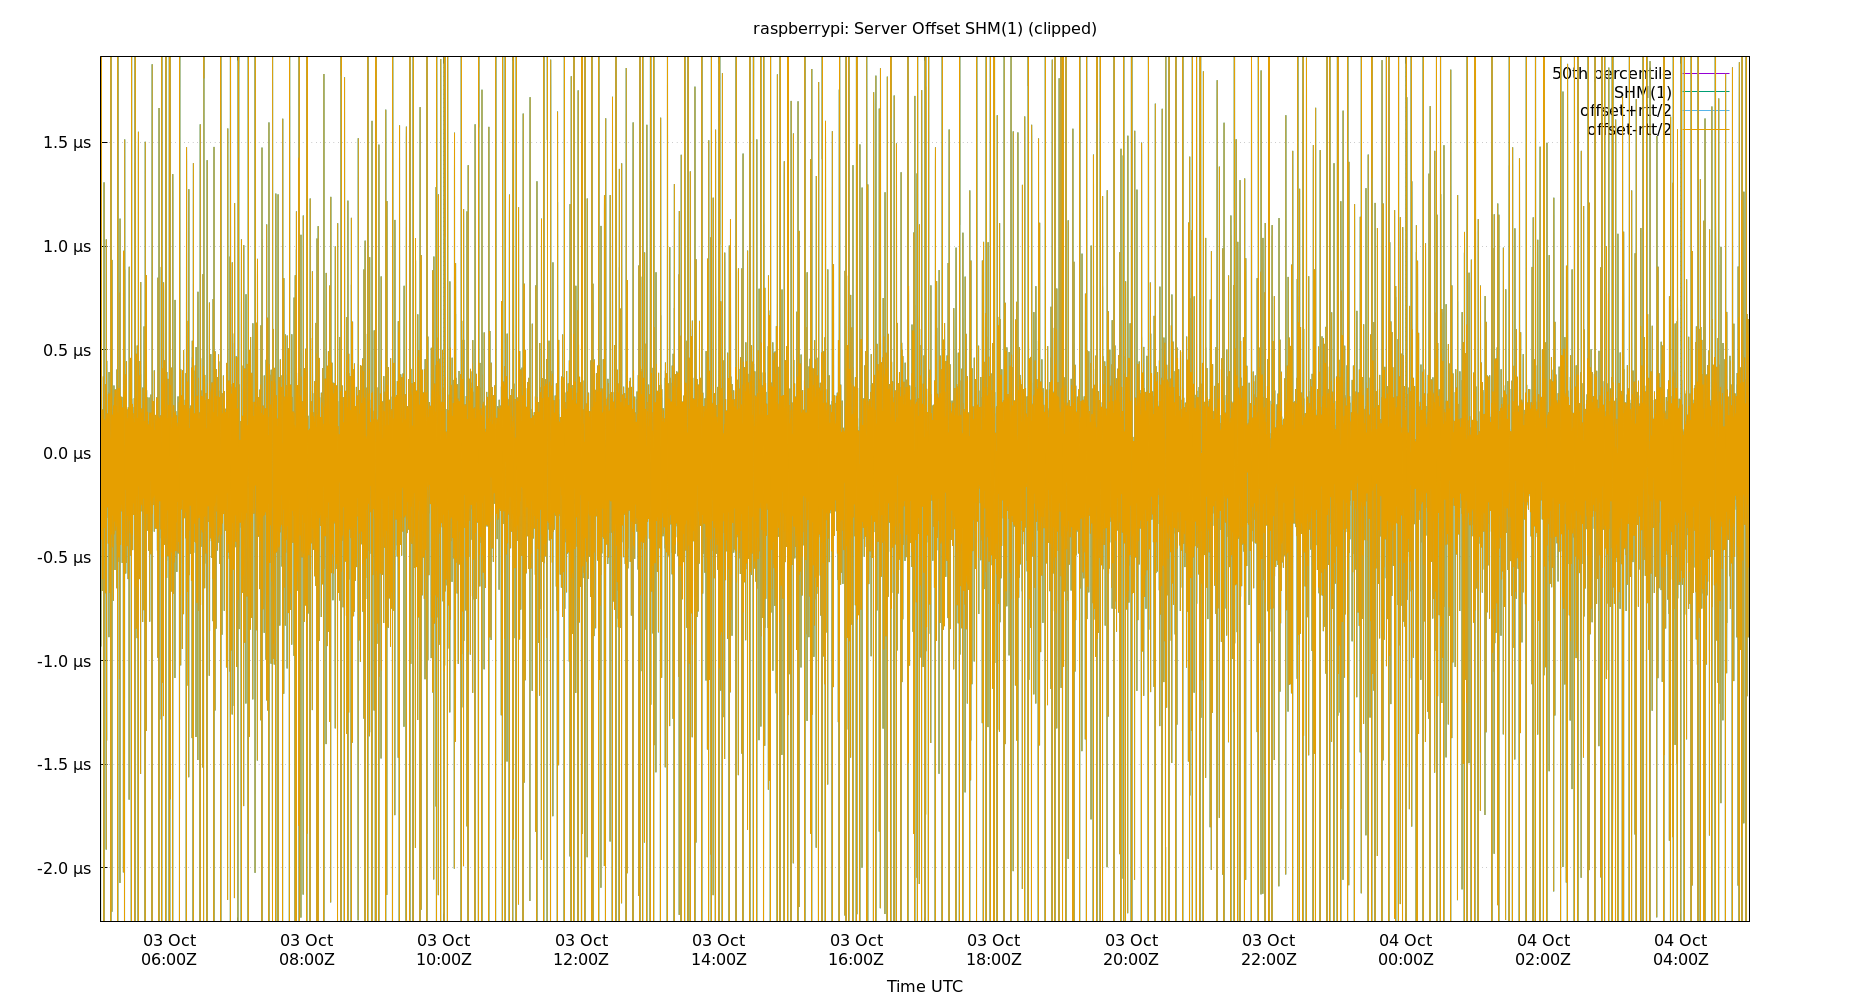 raspberrypi: Server Offset SHM(1) (clipped)
50th percentile
SHM(1)
offset+rtt/2
offset-rtt/2
1.5 µs
1.0 µs
0.5 µs
0.0 µs
-0.5 µs
-1.0 µs
-1.5 µs
-2.0 µs
03 Oct 03 Oct 03 Oct 03 Oct 03 Oct 03 Oct 03 Oct 03 Oct 03 Oct 04 Oct 04 Oct 04 Oct
06:00Z 08:00Z 10:00Z 12:00Z 14:00Z 16:00Z 18:00Z 20:00Z 22:00Z 00:00Z 02:00Z 04:00Z
Time UTC